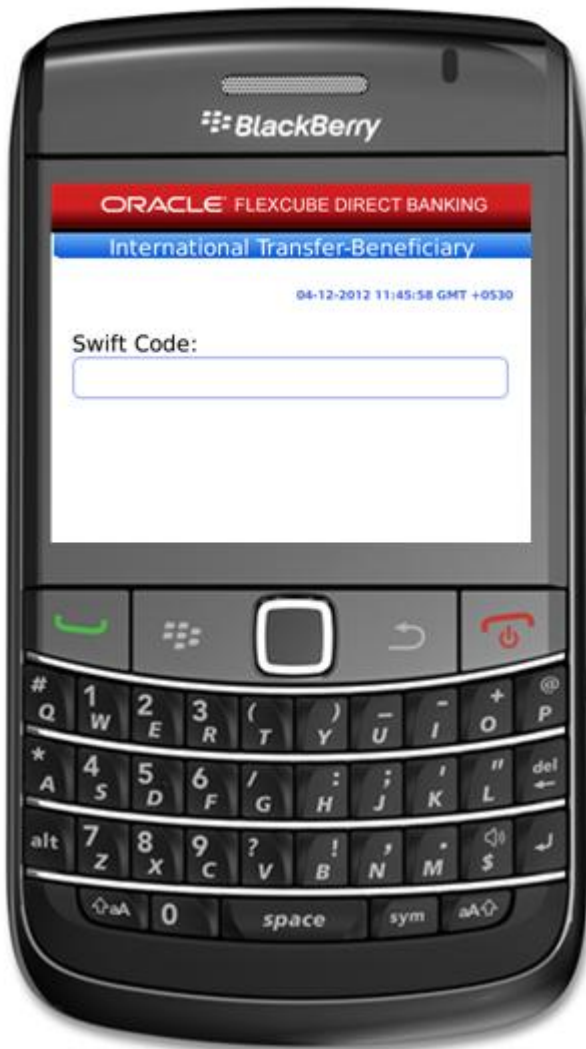 BlackBerry
ORACLE FLEXCUBE DIRECT BANKING
International Transfer-Beneficiary
04-12-2012 11:45:58 GMT +0530
Swift Code:
# Q 1 W 2 E 3 R ( T ) Y _ U - I + O @ P
* A 4 S 5 D 6 F / G : H ; J ' K " L del
alt 7 Z 8 X 9 C ? V ! B , N . M $
aA 0 space sym aA